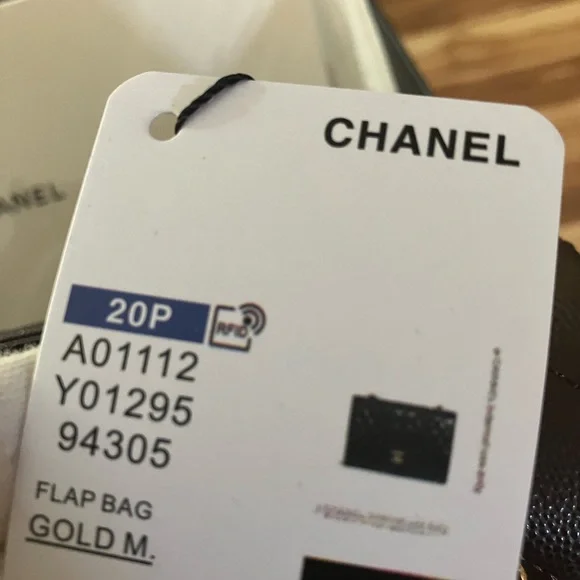 CHANEL
20P
RFID
A01112
Y01295
94305
FLAP BAG
GOLD M.